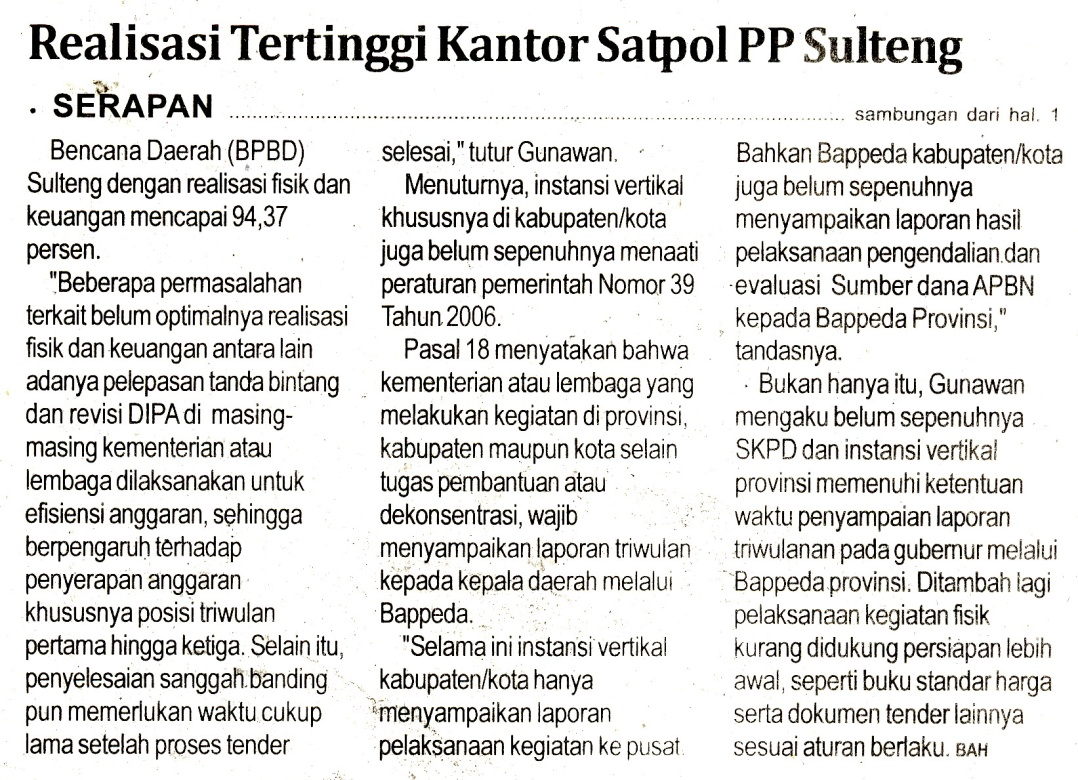 Realisasi Tertinggi Kantor Satpol PP Sulteng
· SERAPAN ........ sambungan dari hal. 1
Bencana Daerah (BPBD)
Sulteng dengan realisasi fisik dan
keuangan mencapai 94,37
persen.
"Beberapa permasalahan
terkait belum optimalnya realisasi
fisik dan keuangan antara lain
adanya pelepasan tanda bintang
dan revisi DIPA di masing-
masing kementerian atau
lembaga dilaksanakan untuk
efisiensi anggaran, sehingga
berpengaruh terhadap
penyerapan anggaran
khususnya posisi triwulan
pertama hingga ketiga. Selain itu,
penyelesaian sanggah banding
pun memerlukan waktu cukup
lama setelah proses tender
selesai," tutur Gunawan.
Menuturnya, instansi vertikal
khususnya di kabupaten/kota
juga belum sepenuhnya menaati
peraturan pemerintah Nomor 39
Tahun 2006.
Pasal 18 menyatakan bahwa
kementerian atau lembaga yang
melakukan kegiatan di provinsi,
kabupaten maupun kota selain
tugas pembantuan atau
dekonsentrasi, wajib
menyampaikan laporan triwulan
kepada kepala daerah melalui
Bappeda.
"Selama ini instansi vertikal
kabupaten/kota hanya
menyampaikan laporan
pelaksanaan kegiatan ke pusat.
Bahkan Bappeda kabupaten/kota
juga belum sepenuhnya
menyampaikan laporan hasil
pelaksanaan pengendalian dan
evaluasi Sumber dana APBN
kepada Bappeda Provinsi,"
tandasnya.
Bukan hanya itu, Gunawan
mengaku belum sepenuhnya
SKPD dan instansi vertikal
provinsi memenuhi ketentuan
waktu penyampaian laporan
triwulanan pada gubernur melalui
Bappeda provinsi. Ditambah lagi
pelaksanaan kegiatan fisik
kurang didukung persiapan lebih
awal, seperti buku standar harga
serta dokumen tender lainnya
sesuai aturan berlaku. BAH